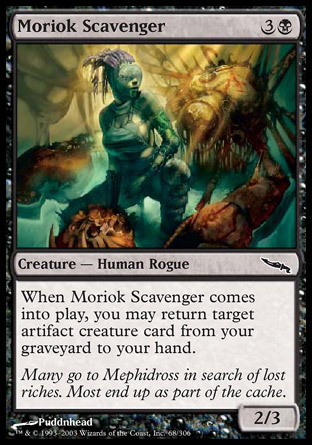 Moriok Scavenger 3
Creature — Human Rogue
When Moriok Scavenger comes
into play, you may return target
artifact creature card from your
graveyard to your hand.
Many go to Mephidross in search of lost
riches. Most end up as part of the cache.
Puddnhead
™ & © 1993-2003 Wizards of the Coast, Inc. 68/306
2/3